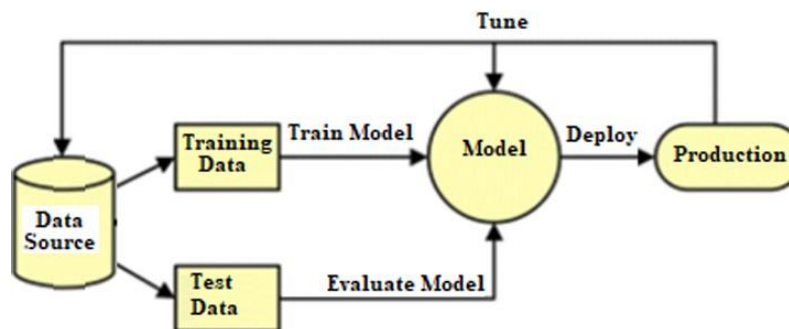 Tune
Training
Data
Train Model
Model
Deploy
Production
Data
Source
Test
Data
Evaluate Model